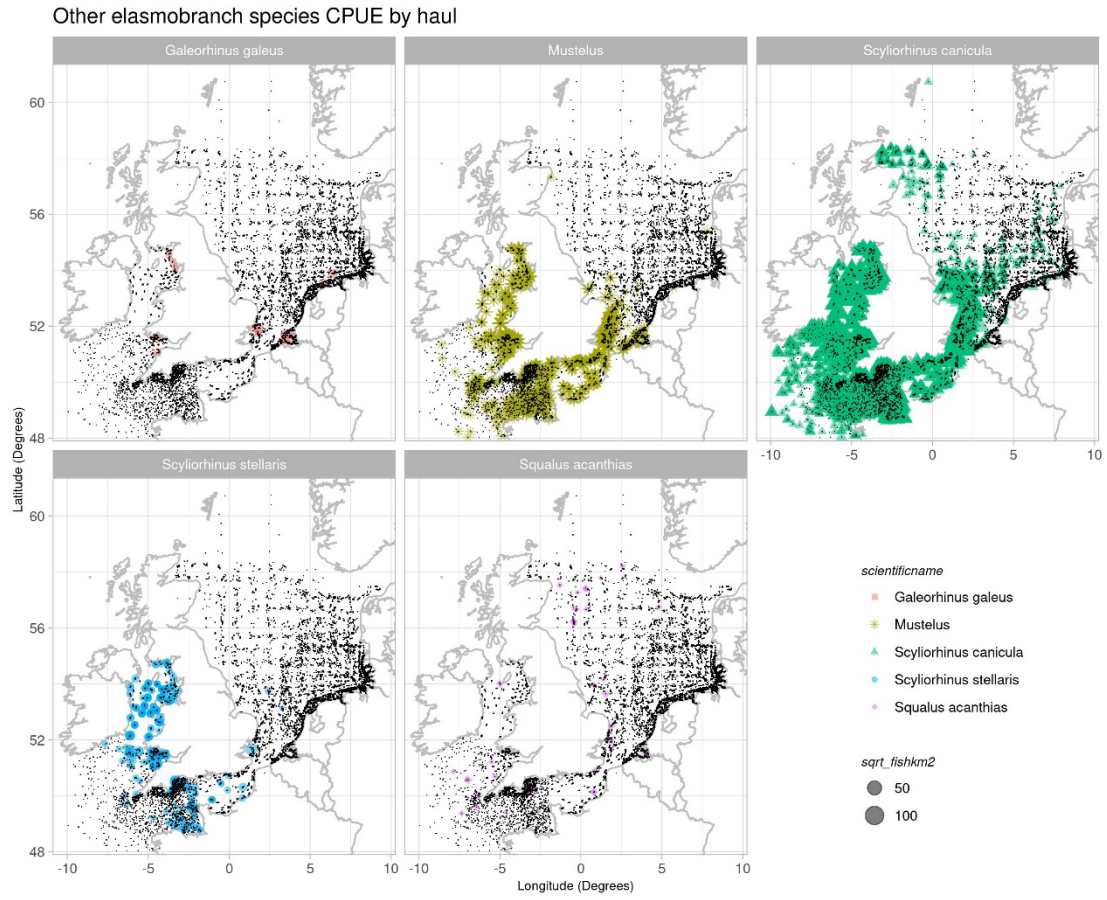 Other elasmobranch species CPUE by haul
Galeorhinus galeus
Mustelus
Scyliorhinus canicula
60
56
52
48
-10
-5
0
5
10
Scyliorhinus stellaris
Squalus acanthias
60
56
52
48
-10
-5
0
5
10
-10
-5
0
5
10
Latitude (Degrees)
Longitude (Degrees)
scientificname
Galeorhinus galeus
Mustelus
Scyliorhinus canicula
Scyliorhinus stellaris
Squalus acanthias
sqrt_fishkm2
50
100